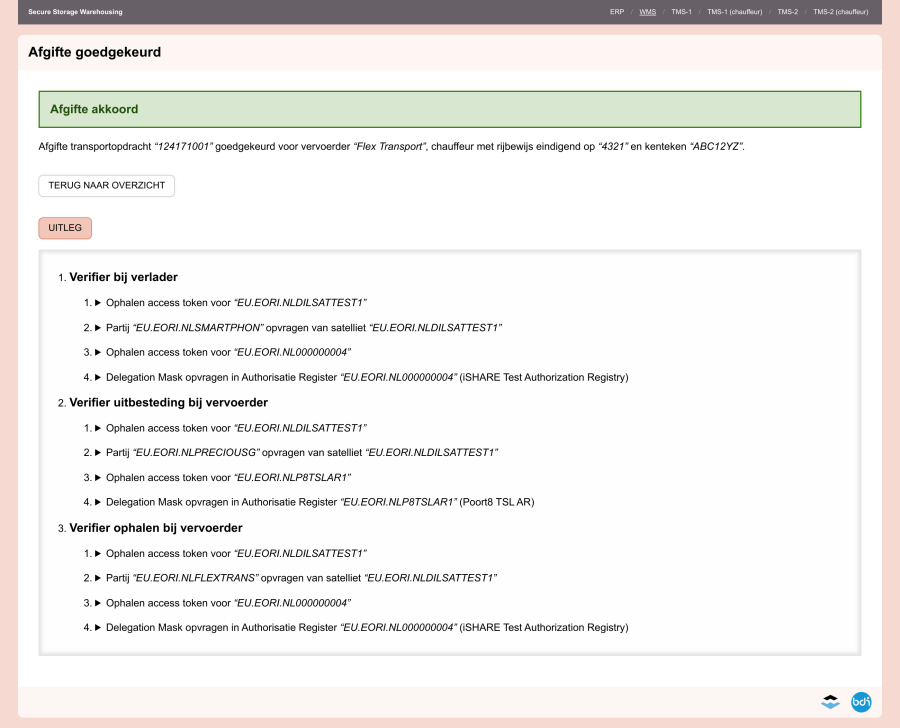 Secure Storage Warehousing
ERP / WMS / TMS-1 / TMS-1 (chauffeur) / TMS-2 / TMS-2 (chauffeur)
Afgifte goedgekeurd
Afgifte akkoord
Afgifte transportopdracht “124171001” goedgekeurd voor vervoerder “Flex Transport”, chauffeur met rijbewijs eindigend op “4321” en kenteken “ABC12YZ”.
TERUG NAAR OVERZICHT
UITLEG
1. Verifier bij verlader
1. ▶ Ophalen access token voor “EU.EORI.NLDILSATTEST1”
2. ▶ Partij “EU.EORI.NLSMARTPHON” opvragen van satelliet “EU.EORI.NLDILSATTEST1”
3. ▶ Ophalen access token voor “EU.EORI.NL000000004”
4. ▶ Delegation Mask opvragen in Authorisatie Register “EU.EORI.NL000000004” (iSHARE Test Authorization Registry)
2. Verifier uitbesteding bij vervoerder
1. ▶ Ophalen access token voor “EU.EORI.NLDILSATTEST1”
2. ▶ Partij “EU.EORI.NLPRECIOUSG” opvragen van satelliet “EU.EORI.NLDILSATTEST1”
3. ▶ Ophalen access token voor “EU.EORI.NLP8TSLAR1”
4. ▶ Delegation Mask opvragen in Authorisatie Register “EU.EORI.NLP8TSLAR1” (Poort8 TSL AR)
3. Verifier ophalen bij vervoerder
1. ▶ Ophalen access token voor “EU.EORI.NLDILSATTEST1”
2. ▶ Partij “EU.EORI.NLFLEXTRANS” opvragen van satelliet “EU.EORI.NLDILSATTEST1”
3. ▶ Ophalen access token voor “EU.EORI.NL000000004”
4. ▶ Delegation Mask opvragen in Authorisatie Register “EU.EORI.NL000000004” (iSHARE Test Authorization Registry)
bdi